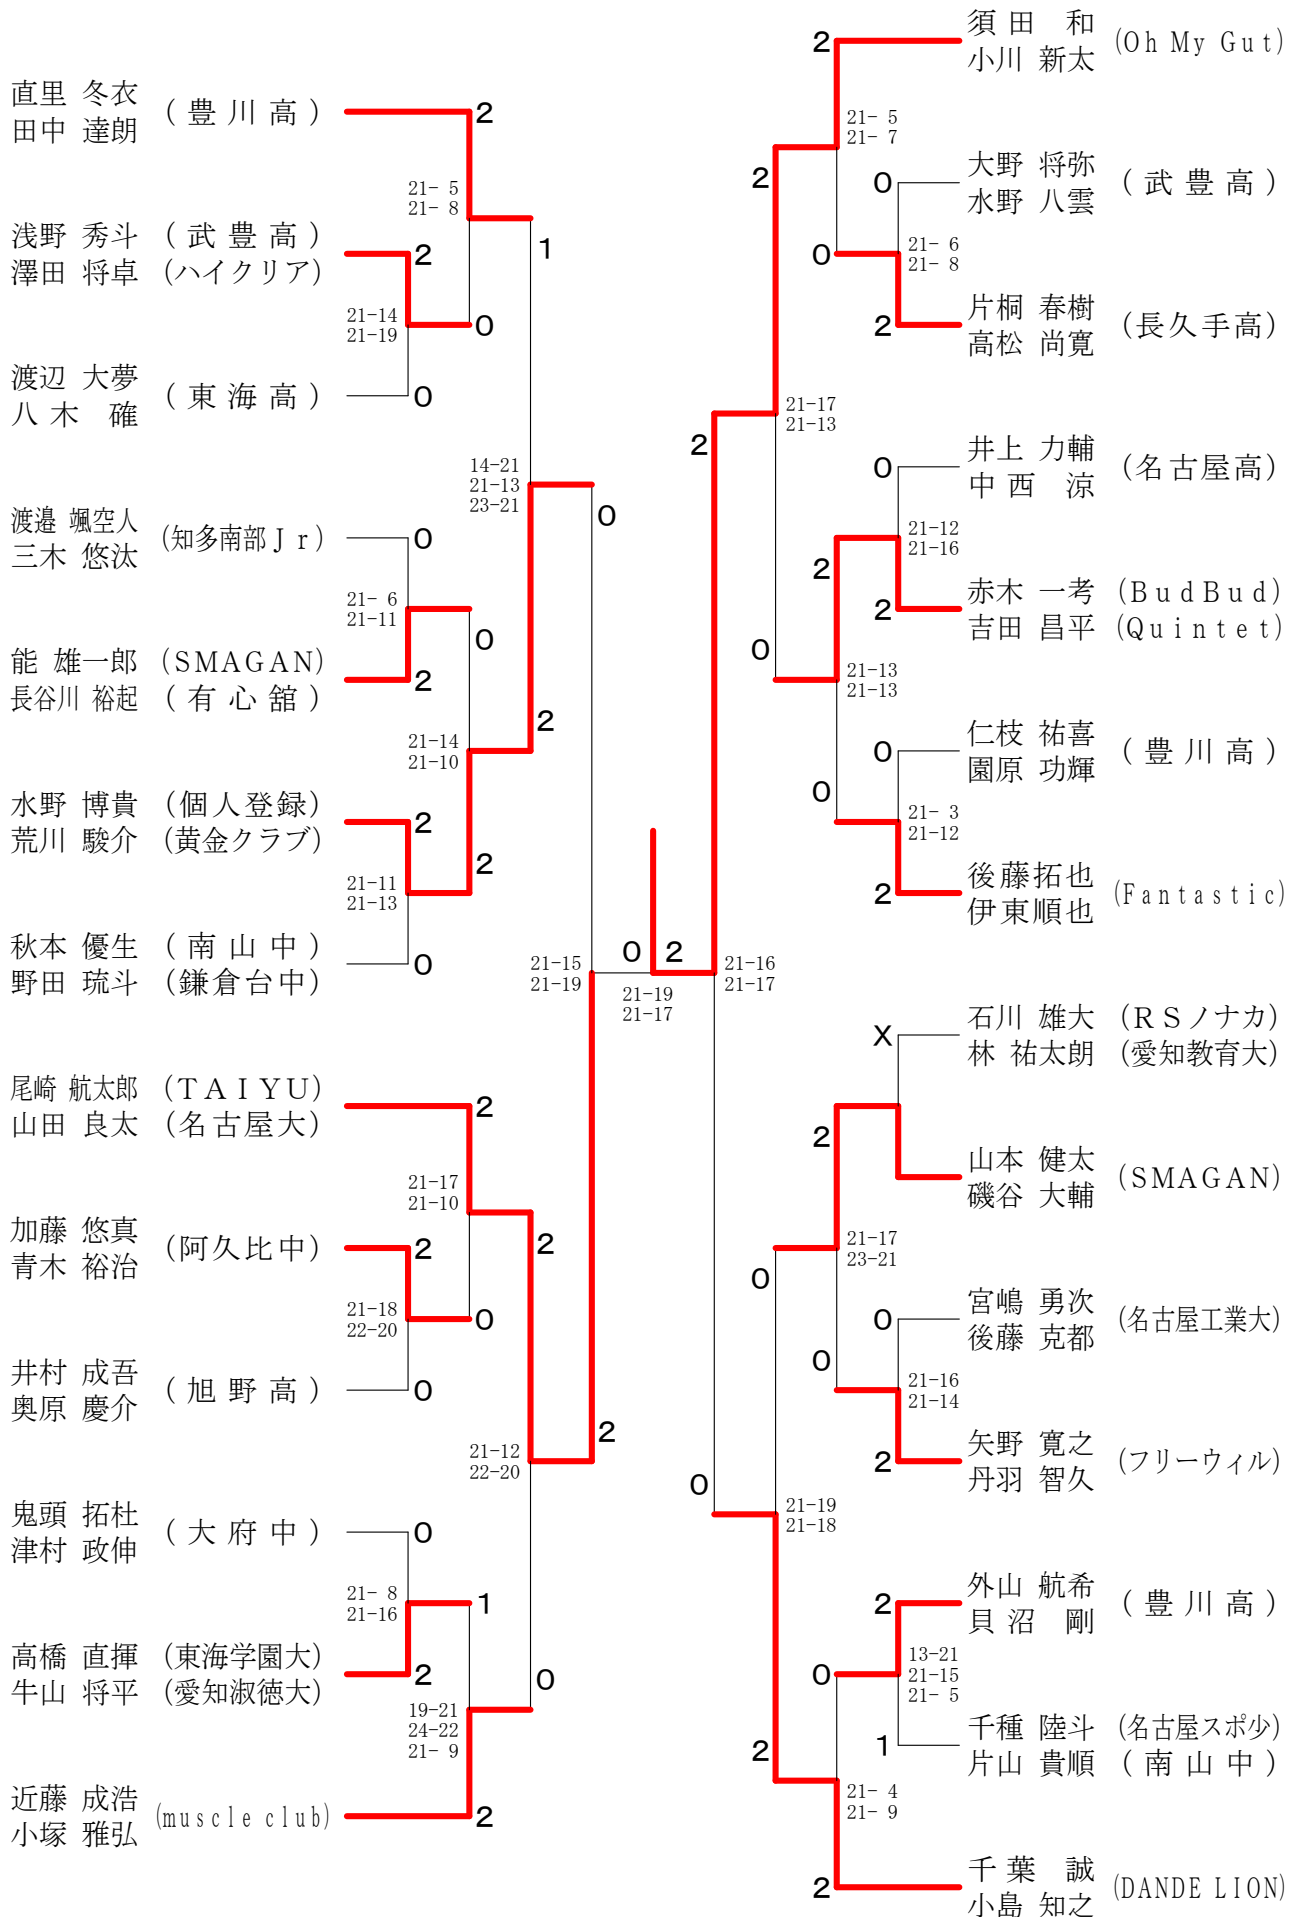 直里 冬衣
田中 達朗
(豊川高)
2
21- 5
21- 8
浅野 秀斗 (武豊高)
澤田 将卓 (ハイクリア)
2
1
21-14
21-19
0
渡辺 大夢
八木 確
(東海高)
0
14-21
21-13
23-21
渡邉 颯空人
三木 悠汰
(知多南部Jr)
0
0
21- 6
21-11
0
能 雄一郎 (SMAGAN)
長谷川 裕起 (有心舘)
2
2
21-14
21-10
水野 博貴 (個人登録)
荒川 駿介 (黄金クラブ)
2
2
21-11
21-13
秋本 優生 (南山中)
野田 琉斗 (鎌倉台中)
0
21-15
21-19
0 2
21-19
21-17
尾崎 航太郎 (TAIYU)
山田 良太 (名古屋大)
2
21-17
21-10
加藤 悠真
青木 裕治
(阿久比中)
2
2
21-18
22-20
0
井村 成吾
奥原 慶介
(旭野高)
0
2
21-12
22-20
鬼頭 拓杜
津村 政伸
(大府中)
0
21- 8
21-16
1
高橋 直揮 (東海学園大)
牛山 将平 (愛知淑徳大)
2
0
19-21
24-22
21- 9
近藤 成浩
小塚 雅弘
(muscle club)
2
須田 和
小川 新太
(Oh My Gut)
2
21- 5
21- 7
2
大野 将弥
水野 八雲
(武豊高)
0
0
21- 6
21- 8
片桐 春樹
高松 尚寛
(長久手高)
2
21-17
21-13
2
井上 力輔
中西 涼
(名古屋高)
0
21-12
21-16
2
赤木 一考 (BudBud)
吉田 昌平 (Quintet)
2
0
21-13
21-13
仁枝 祐喜
園原 功輝
(豊川高)
0
0
21- 3
21-12
後藤拓也
伊東順也
(Fantastic)
2
21-16
21-17
石川 雄大 (RSノナカ)
林 祐太朗 (愛知教育大)
X
2
山本 健太
磯谷 大輔
(SMAGAN)
21-17
23-21
0
宮嶋 勇次
後藤 克都
(名古屋工業大)
0
0
21-16
21-14
矢野 寛之
丹羽 智久
(フリーウィル)
2
0
21-19
21-18
外山 航希
貝沼 剛
(豊川高)
2
0
13-21
21-15
21- 5
千種 陸斗 (名古屋スポ少)
片山 貴順 (南山中)
1
2
21- 4
21- 9
千葉 誠
小島 知之
(DANDE LION)
2